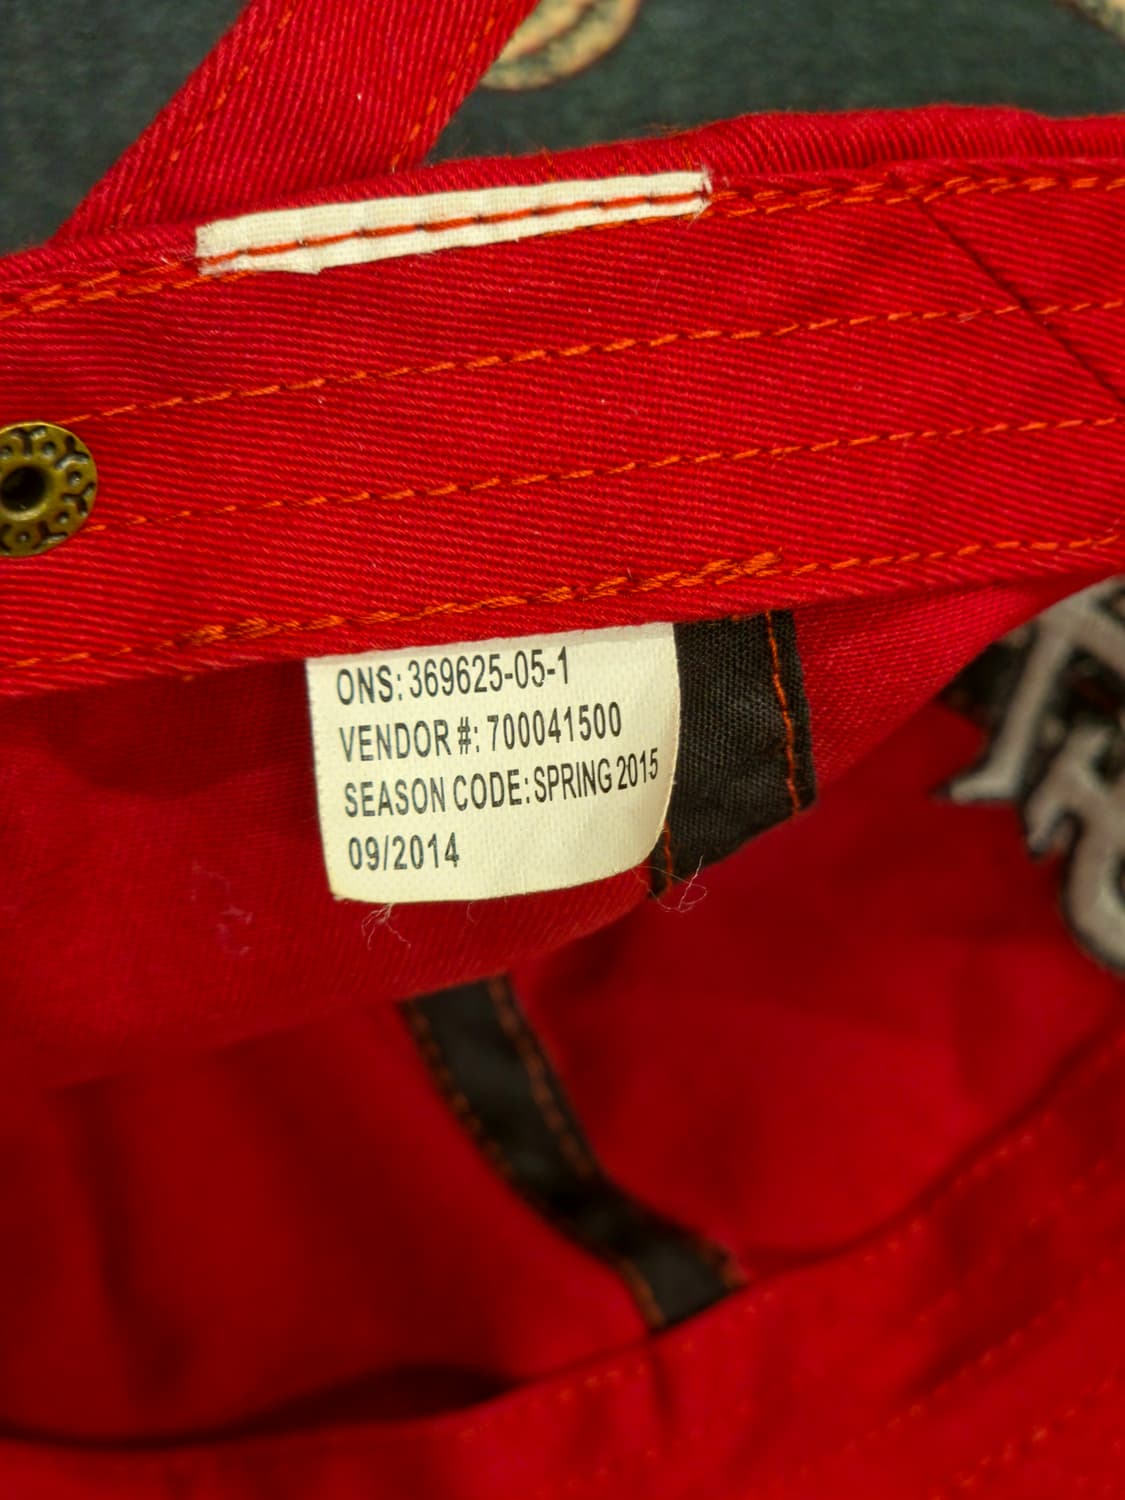 ONS: 369625-05-1
VENDOR #: 700041500
SEASON CODE: SPRING 2015
09/2014